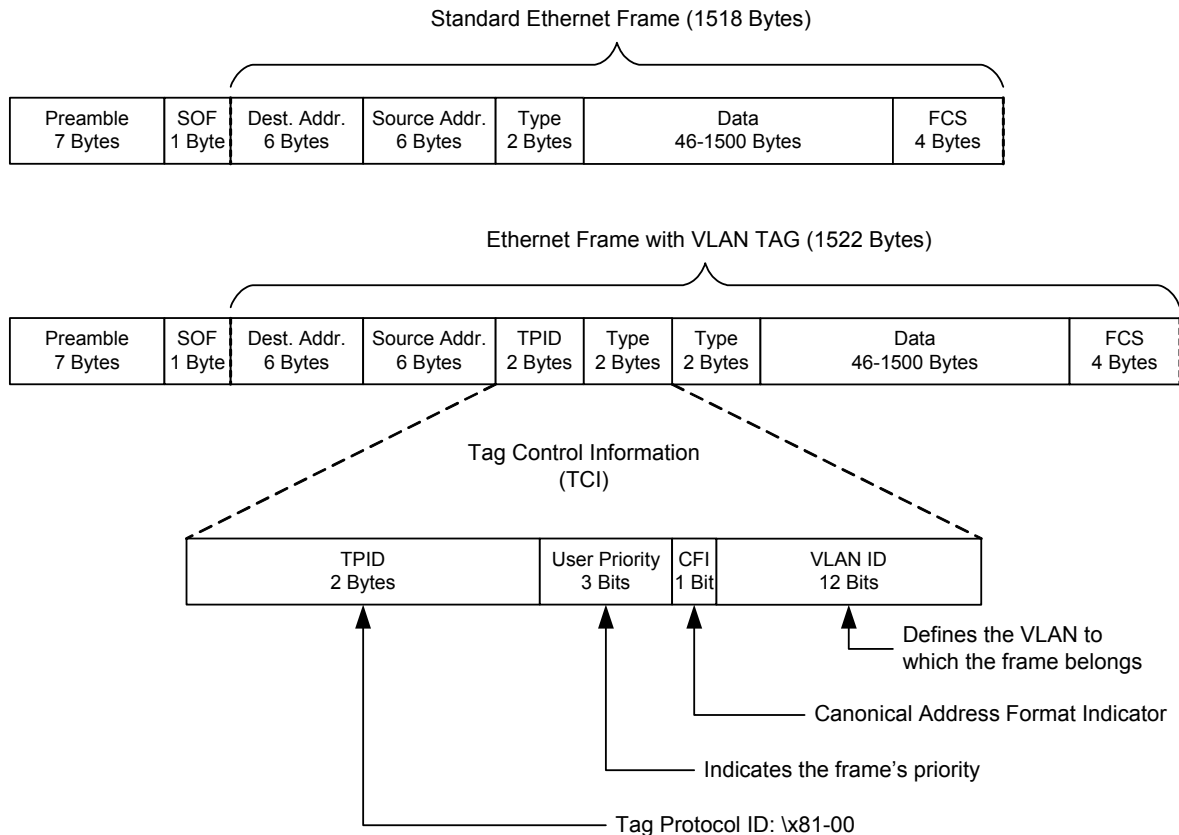 Standard Ethernet Frame (1518 Bytes)
Preamble
7 Bytes
SOF
1 Byte
Dest. Addr.
6 Bytes
Source Addr.
6 Bytes
Type
2 Bytes
Data
46-1500 Bytes
FCS
4 Bytes
Ethernet Frame with VLAN TAG (1522 Bytes)
Preamble
7 Bytes
SOF
1 Byte
Dest. Addr.
6 Bytes
Source Addr.
6 Bytes
TPID
2 Bytes
Type
2 Bytes
Type
2 Bytes
Data
46-1500 Bytes
FCS
4 Bytes
Tag Control Information
(TCI)
TPID
2 Bytes
User Priority
3 Bits
CFI
1 Bit
VLAN ID
12 Bits
Defines the VLAN to
which the frame belongs
Canonical Address Format Indicator
Indicates the frame's priority
Tag Protocol ID: \x81-00